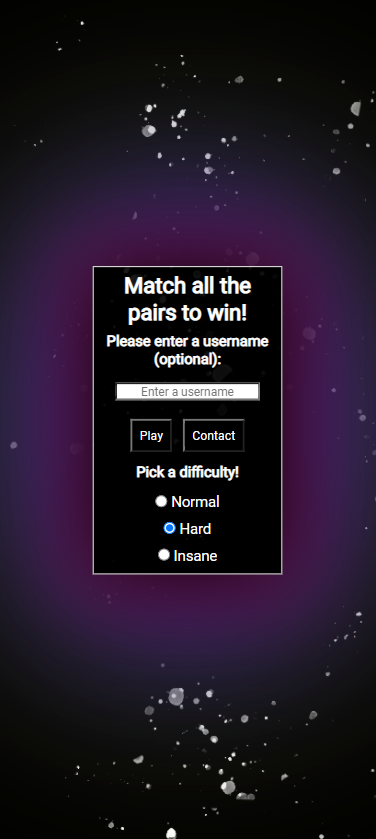 Match all the
pairs to win!
Please enter a username
(optional):
Enter a username
Play Contact
Pick a difficulty!
Normal
Hard
Insane